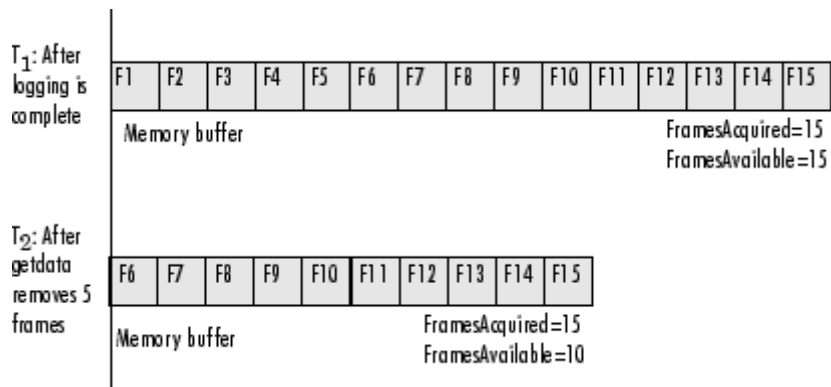 T1: After
logging is
complete
F1 F2 F3 F4 F5 F6 F7 F8 F9 F10 F11 F12 F13 F14 F15
Memory buffer
FramesAcquired=15
FramesAvailable=15
T2: After
getdata
removes 5
frames
F6 F7 F8 F9 F10 F11 F12 F13 F14 F15
Memory buffer
FramesAcquired=15
FramesAvailable=10